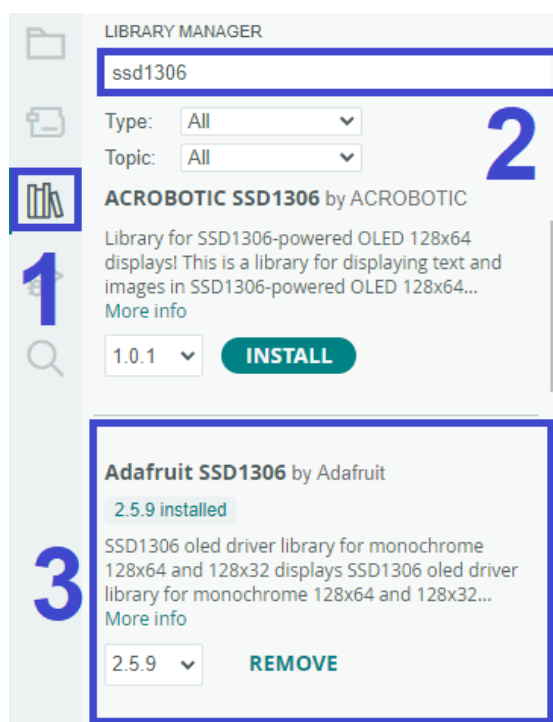 LIBRARY MANAGER
ssd1306
2
Type: All
Topic: All
ACROBOTIC SSD1306 by ACROBOTIC
1
Library for SSD1306-powered OLED 128x64
displays! This is a library for displaying text and
images in SSD1306-powered OLED 128x64...
More info
1.0.1 INSTALL
3
Adafruit SSD1306 by Adafruit
2.5.9 installed
SSD1306 oled driver library for monochrome
128x64 and 128x32 displays SSD1306 oled driver
library for monochrome 128x64 and 128x32...
More info
2.5.9 REMOVE